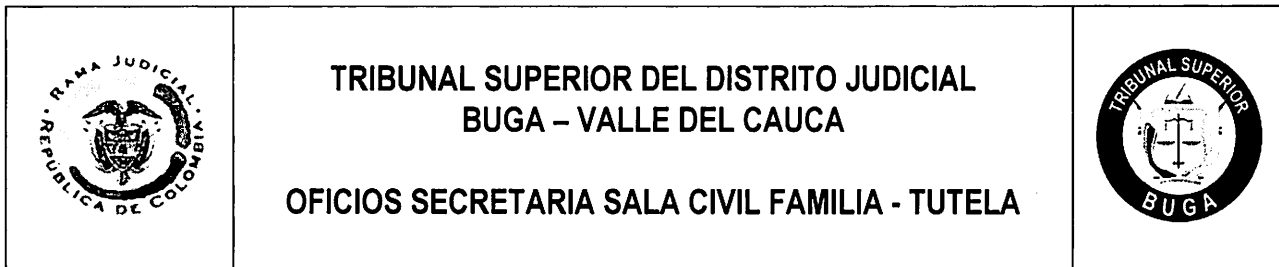 RAMA JUDICIAL
REPÚBLICA DE COLOMBIA
TRIBUNAL SUPERIOR DEL DISTRITO JUDICIAL
BUGA – VALLE DEL CAUCA
OFICIOS SECRETARIA SALA CIVIL FAMILIA - TUTELA
TRIBUNAL SUPERIOR
BUGA